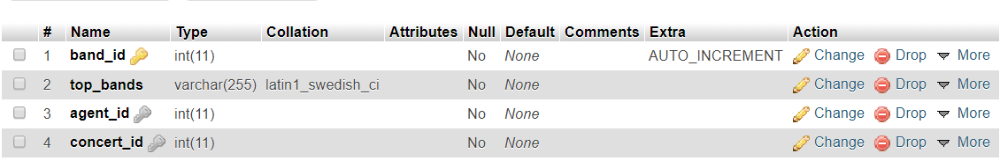 # Name Type Collation Attributes Null Default Comments Extra Action
1 band_id int(11) No None AUTO_INCREMENT Change Drop More
2 top_bands varchar(255) latin1_swedish_ci No None Change Drop More
3 agent_id int(11) No None Change Drop More
4 concert_id int(11) No None Change Drop More